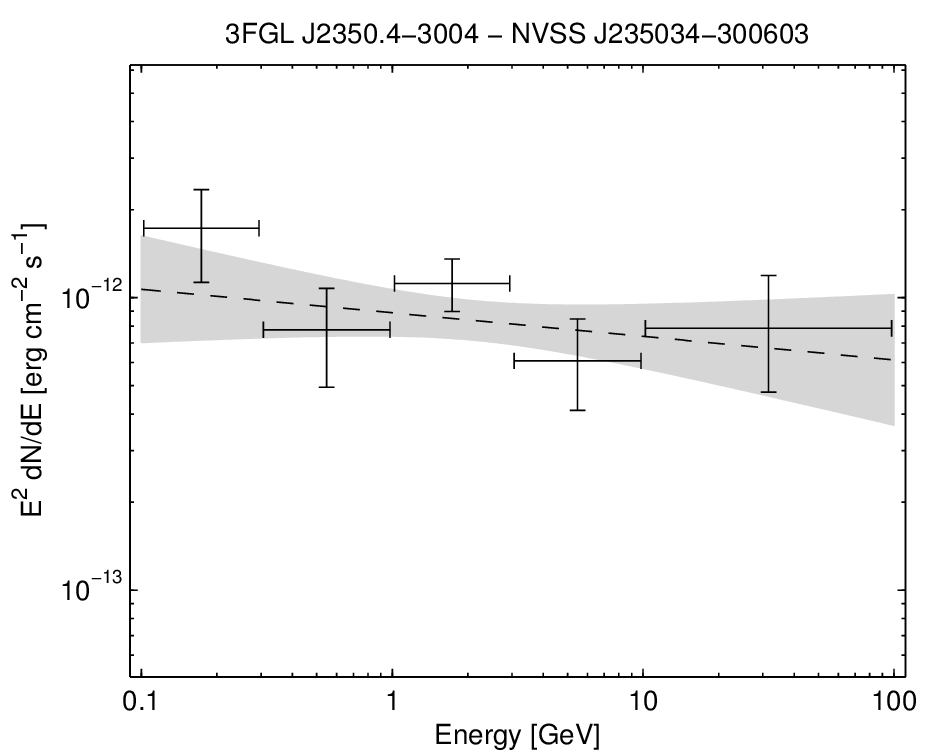 3FGL J2350.4−3004 − NVSS J235034−300603
E² dN/dE [erg cm⁻² s⁻¹]
10⁻¹²
10⁻¹³
0.1 1 10 100
Energy [GeV]